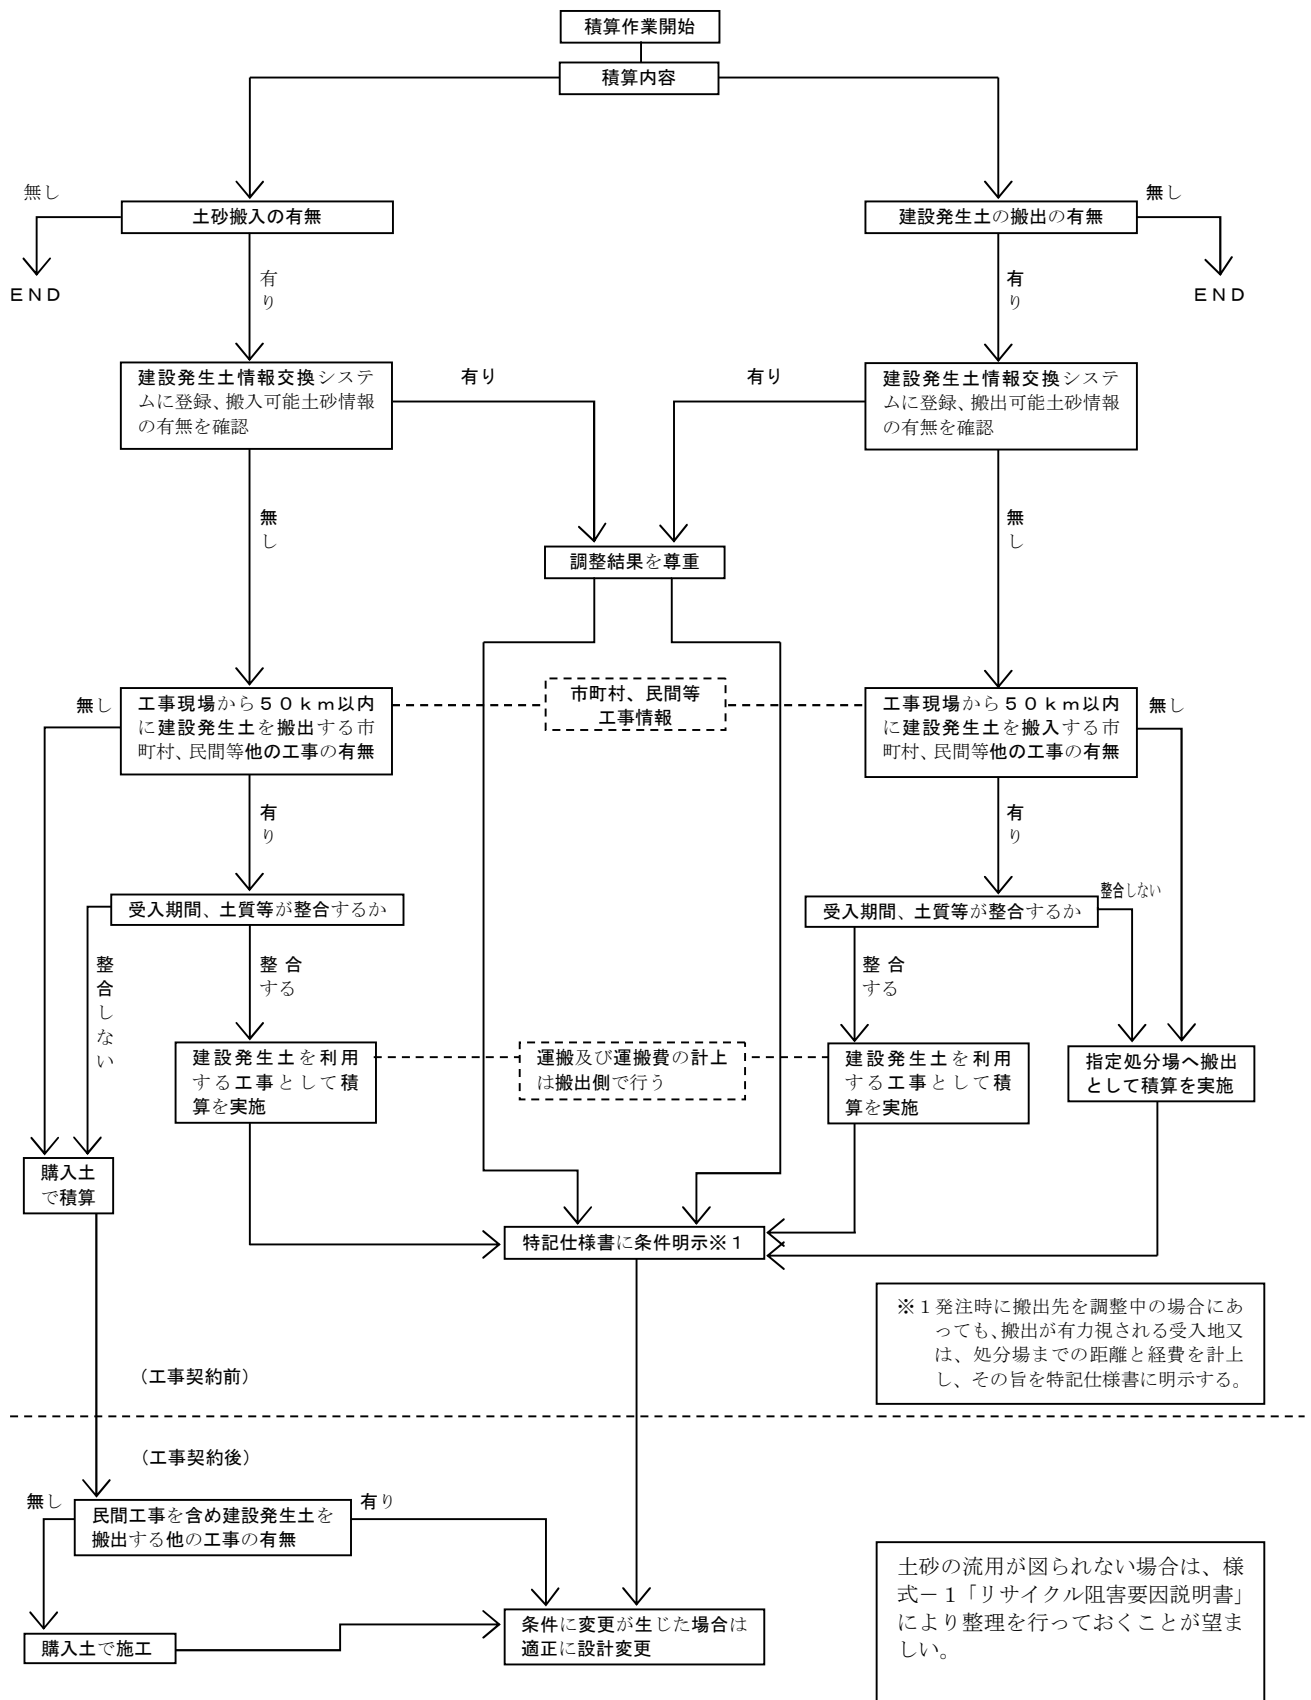 積算作業開始
積算内容
無し
土砂搬入の有無
建設発生土の搬出の有無
無し
有
り
有
り
ＥＮＤ
ＥＮＤ
建設発生土情報交換システ
ムに登録、搬入可能土砂情報
の有無を確認
有り
有り
建設発生土情報交換システ
ムに登録、搬出可能土砂情報
の有無を確認
無
し
無
し
調整結果を尊重
無し
工事現場から５０ｋｍ以内
に建設発生土を搬出する市
町村、民間等他の工事の有無
市町村、民間等
工事情報
工事現場から５０ｋｍ以内
に建設発生土を搬入する市
町村、民間等他の工事の有無
無し
有
り
有
り
受入期間、土質等が整合するか
受入期間、土質等が整合するか
整合しない
整
合
し
な
い
整 合
する
整 合
する
建設発生土を利用
する工事として積
算を実施
運搬及び運搬費の計上
は搬出側で行う
建設発生土を利用
する工事として積
算を実施
指定処分場へ搬出
として積算を実施
購入土
で積算
特記仕様書に条件明示※１
※１発注時に搬出先を調整中の場合にあ
っても、搬出が有力視される受入地又
は、処分場までの距離と経費を計上
し、その旨を特記仕様書に明示する。
（工事契約前）
（工事契約後）
無し
民間工事を含め建設発生土を
搬出する他の工事の有無
有り
購入土で施工
条件に変更が生じた場合は
適正に設計変更
土砂の流用が図られない場合は、様
式－１「リサイクル阻害要因説明書」
により整理を行っておくことが望ま
しい。